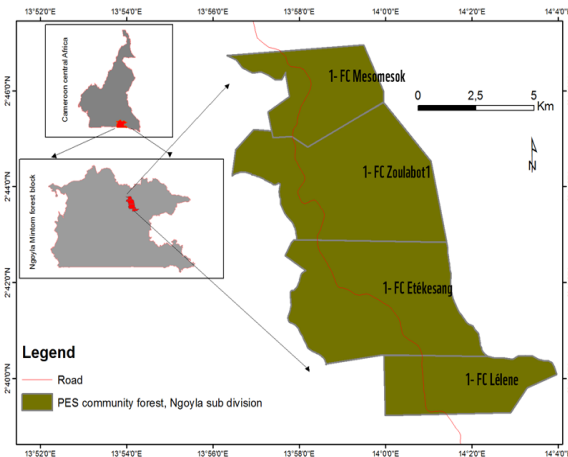 13°52'0"E 13°54'0"E 13°56'0"E 13°58'0"E 14°0'0"E 14°2'0"E 14°4'0"E
Cameroon central Africa
1- FC Mesomesok
2°46'0"N
0 2,5 5
Km
N
1- FC Zoulabot1
2°44'0"N
Ngoyla Mintom forest block
2°42'0"N
1- FC Etékesang
Legend
Road
PES community forest, Ngoyla sub division
2°40'0"N
1- FC Lélene
13°52'0"E 13°54'0"E 13°56'0"E 13°58'0"E 14°0'0"E 14°2'0"E 14°4'0"E